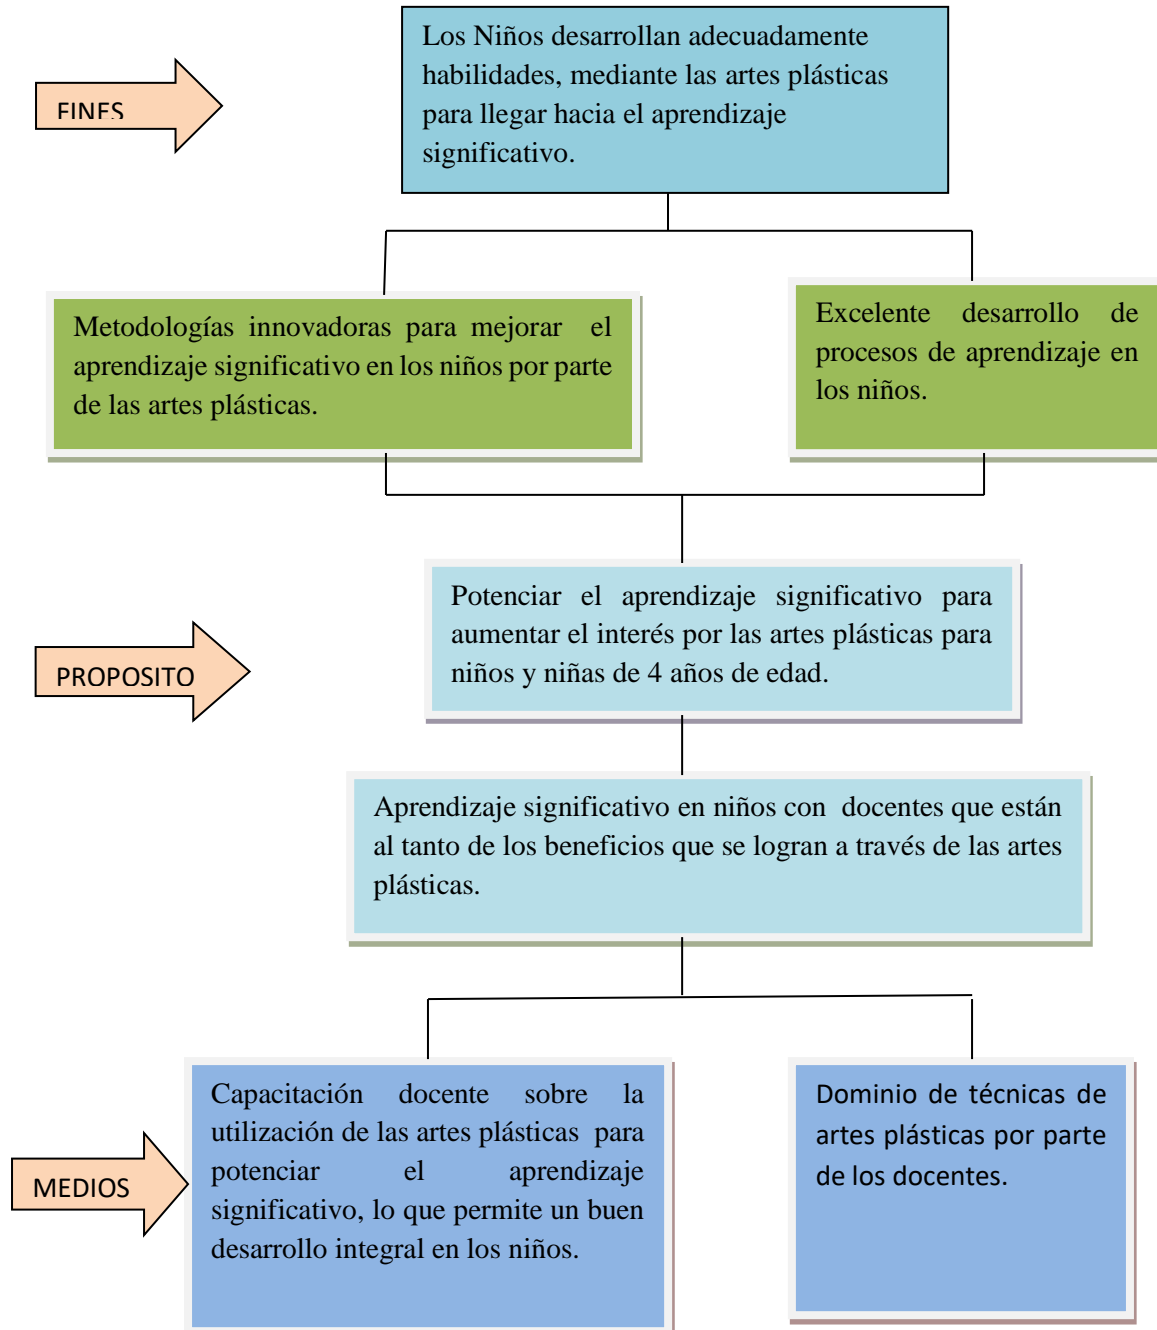 Los Niños desarrollan adecuadamente
habilidades, mediante las artes plásticas
para llegar hacia el aprendizaje
significativo.
FINES
Metodologías innovadoras para mejorar el
aprendizaje significativo en los niños por parte
de las artes plásticas.
Excelente desarrollo de
procesos de aprendizaje en
los niños.
Potenciar el aprendizaje significativo para
aumentar el interés por las artes plásticas para
niños y niñas de 4 años de edad.
PROPOSITO
Aprendizaje significativo en niños con docentes que están
al tanto de los beneficios que se logran a través de las artes
plásticas.
Capacitación docente sobre la
utilización de las artes plásticas para
potenciar el aprendizaje
significativo, lo que permite un buen
desarrollo integral en los niños.
Dominio de técnicas de
artes plásticas por parte
de los docentes.
MEDIOS